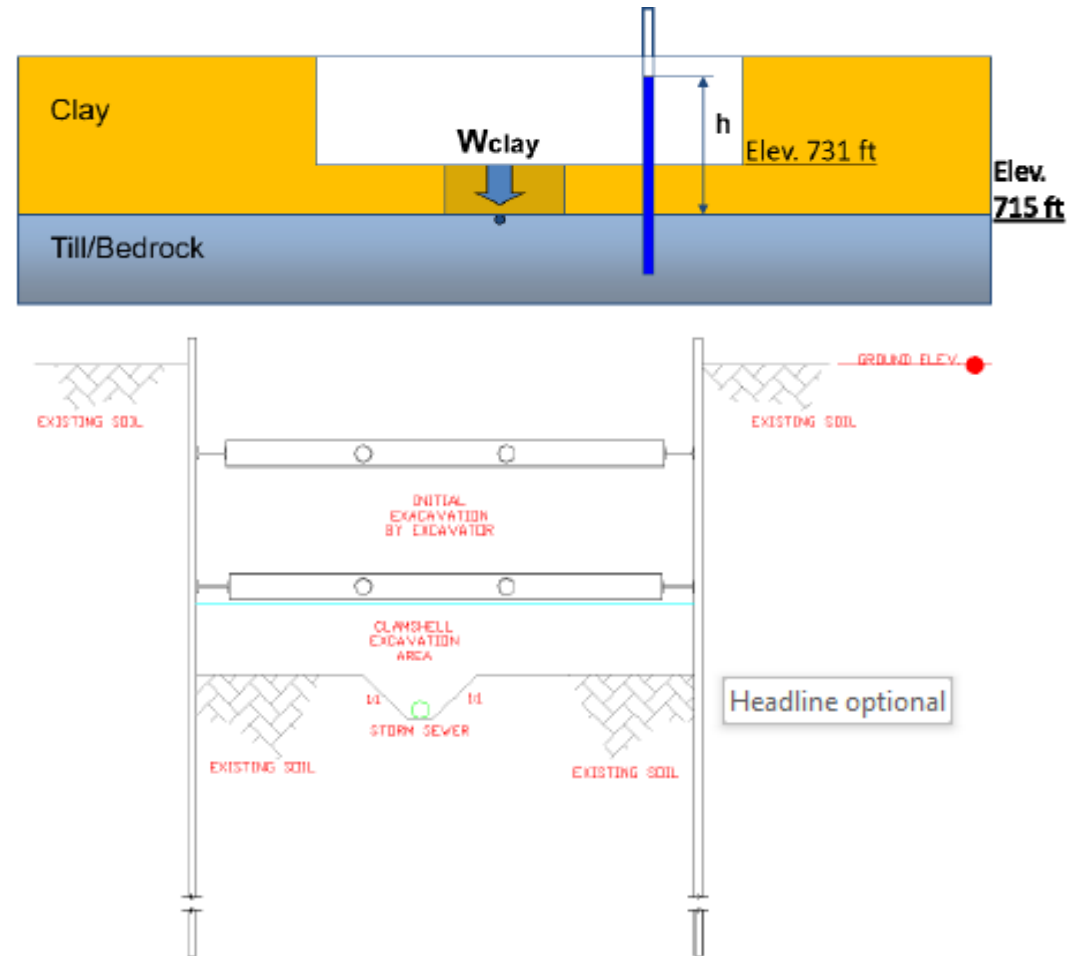 Clay
Wclay
h
Elev. 731 ft
Elev.
715 ft
Till/Bedrock
GROUND ELEV.
EXISTING SOIL
EXISTING SOIL
INITIAL
EXACAVATION
BY EXCAVATOR
CLAMSHELL
EXCAVATION
AREA
1:1
1:1
STORM SEWER
Headline optional
EXISTING SOIL
EXISTING SOIL